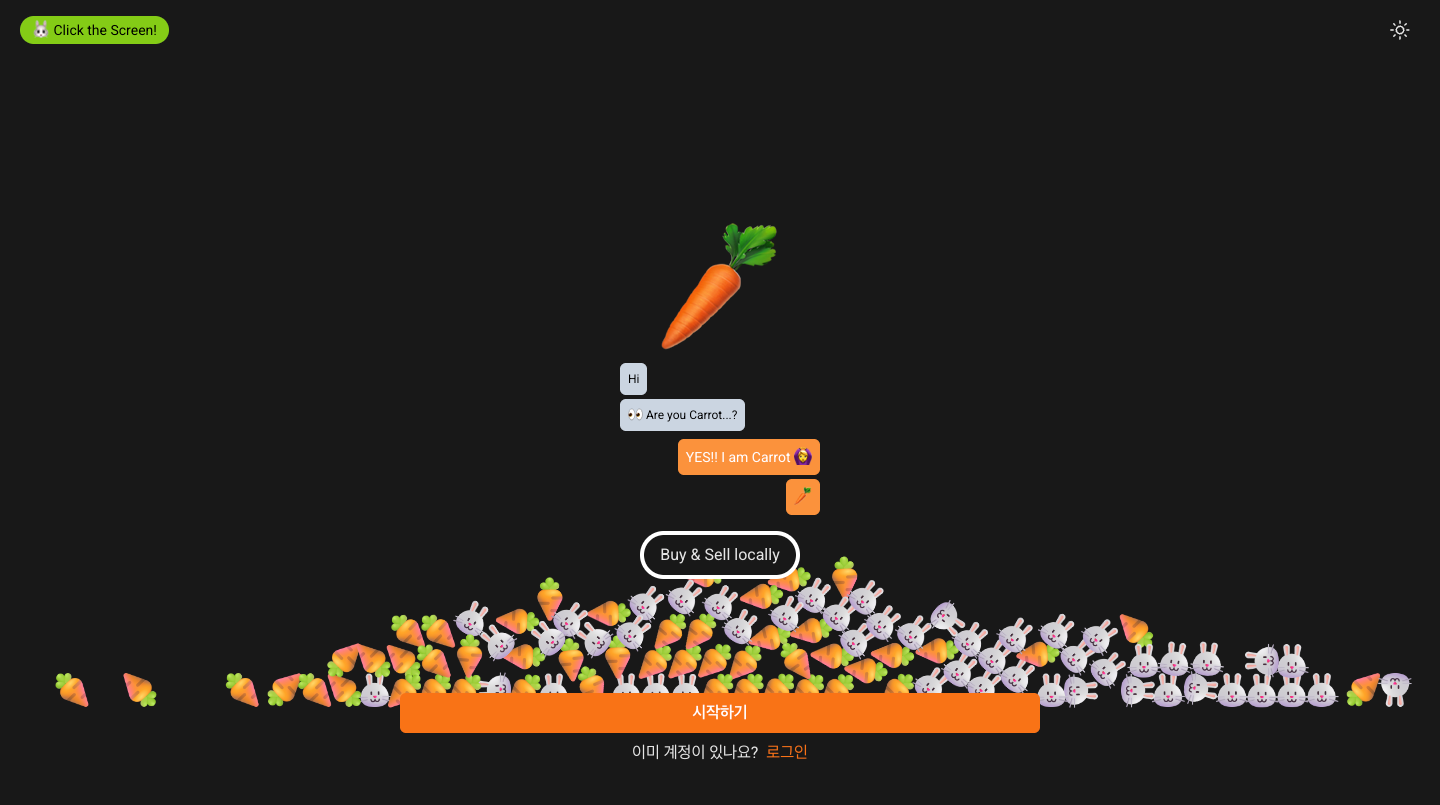 🐰 Click the Screen!
Hi
👀 Are you Carrot...?
YES!! I am Carrot 🙆‍♀️
🥕
Buy & Sell locally
시작하기
이미 계정이 있나요? 로그인